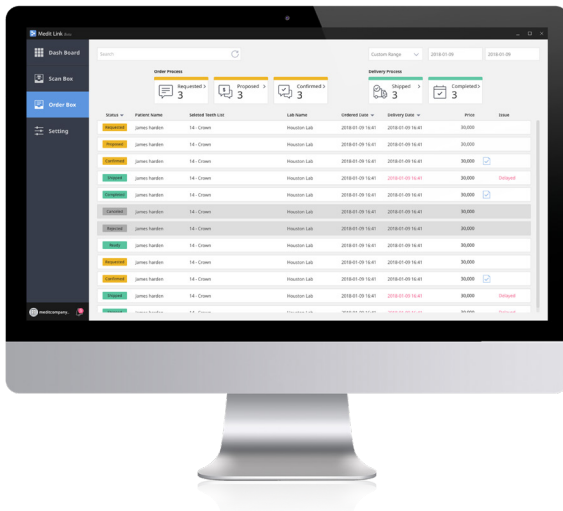 Medit Link
Dash Board
Scan Box
Order Box
Setting
meditcompany.
Search
Custom Range
2018-01-09
2018-01-09
Order Process
Delivery Process
Requested > 3
Proposed > 3
Confirmed > 3
Shipped > 3
Completed > 3
Status Patient Name Seleted Teeth List Lab Name Ordered Date Delivery Date Price Issue
Requested James harden 14 - Crown Houston Lab 2018-01-09 16:41 2018-01-09 16:41 30,000
Proposed James harden 14 - Crown Houston Lab 2018-01-09 16:41 2018-01-09 16:41 30,000
Confirmed James harden 14 - Crown Houston Lab 2018-01-09 16:41 2018-01-09 16:41 30,000
Shipped James harden 14 - Crown Houston Lab 2018-01-09 16:41 2018-01-09 16:41 30,000 Delayed
Completed James harden 14 - Crown Houston Lab 2018-01-09 16:41 2018-01-09 16:41 30,000
Canceled James harden 14 - Crown Houston Lab 2018-01-09 16:41 2018-01-09 16:41 30,000
Rejected James harden 14 - Crown Houston Lab 2018-01-09 16:41 2018-01-09 16:41 30,000
Ready James harden 14 - Crown Houston Lab 2018-01-09 16:41 2018-01-09 16:41 30,000
Requested James harden 14 - Crown Houston Lab 2018-01-09 16:41 2018-01-09 16:41 30,000
Confirmed James harden 14 - Crown Houston Lab 2018-01-09 16:41 2018-01-09 16:41 30,000
Shipped James harden 14 - Crown Houston Lab 2018-01-09 16:41 2018-01-09 16:41 30,000 Delayed